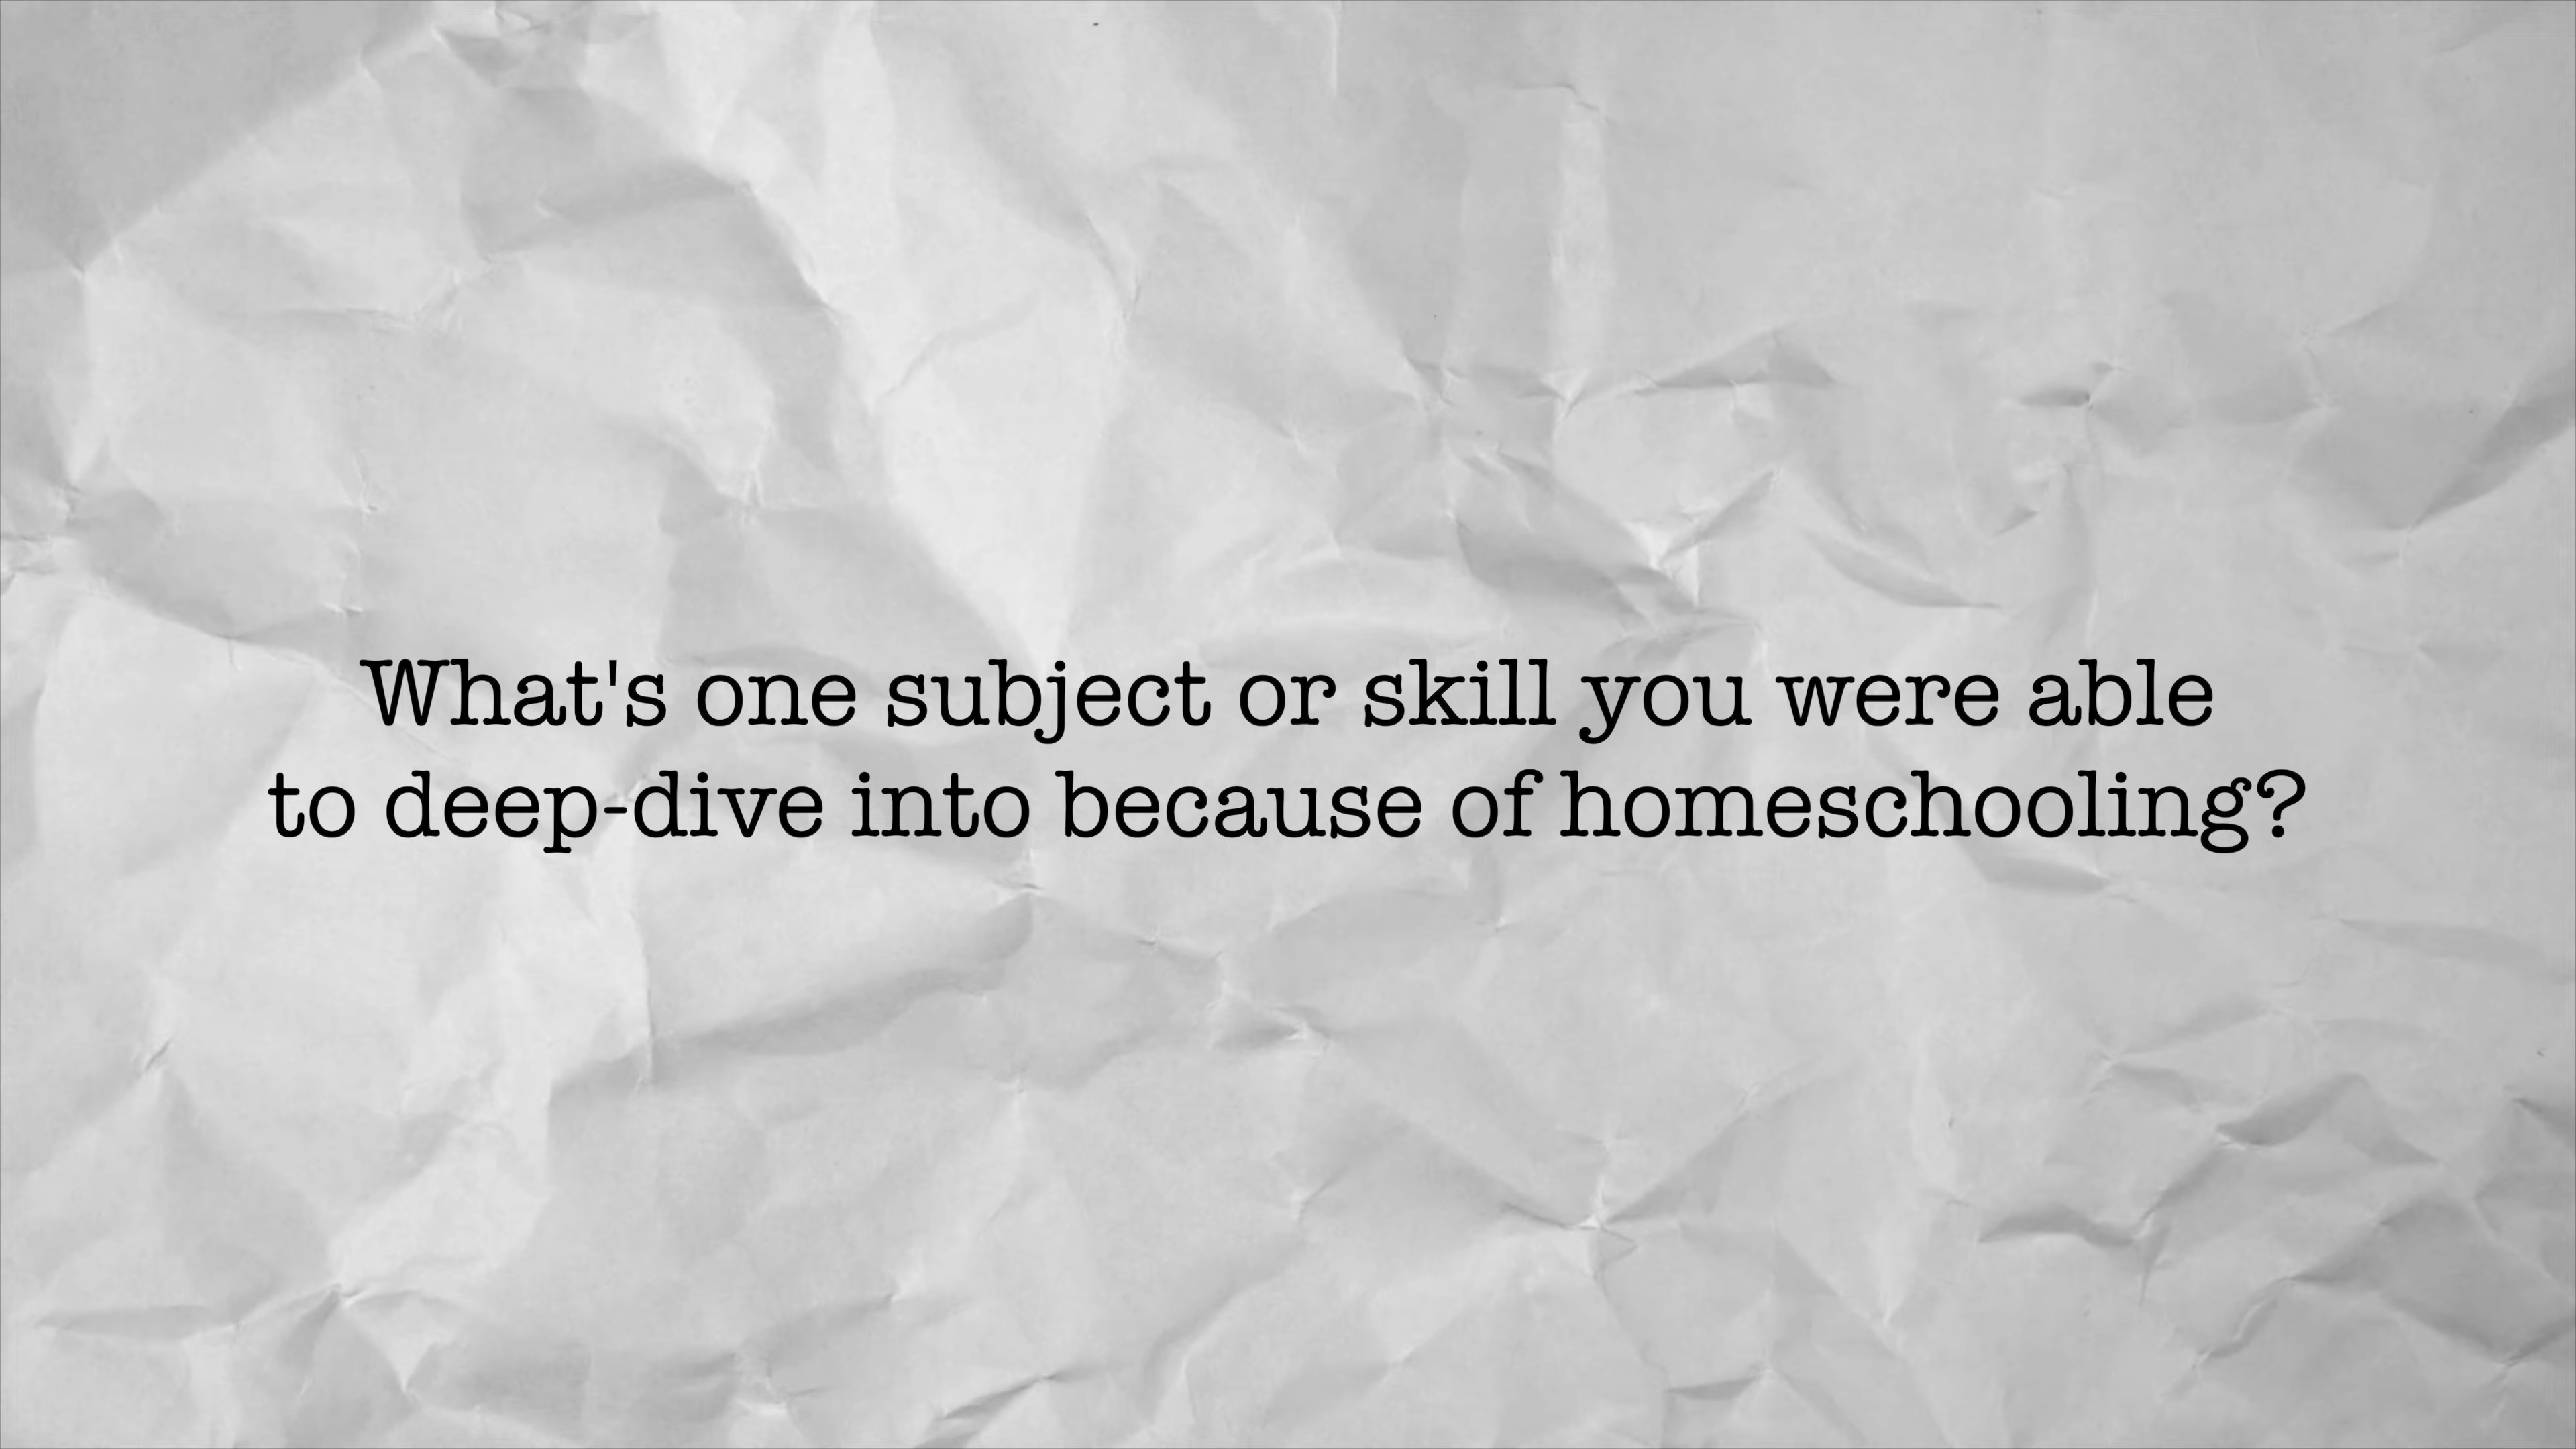 What's one subject or skill you were able
to deep-dive into because of homeschooling?